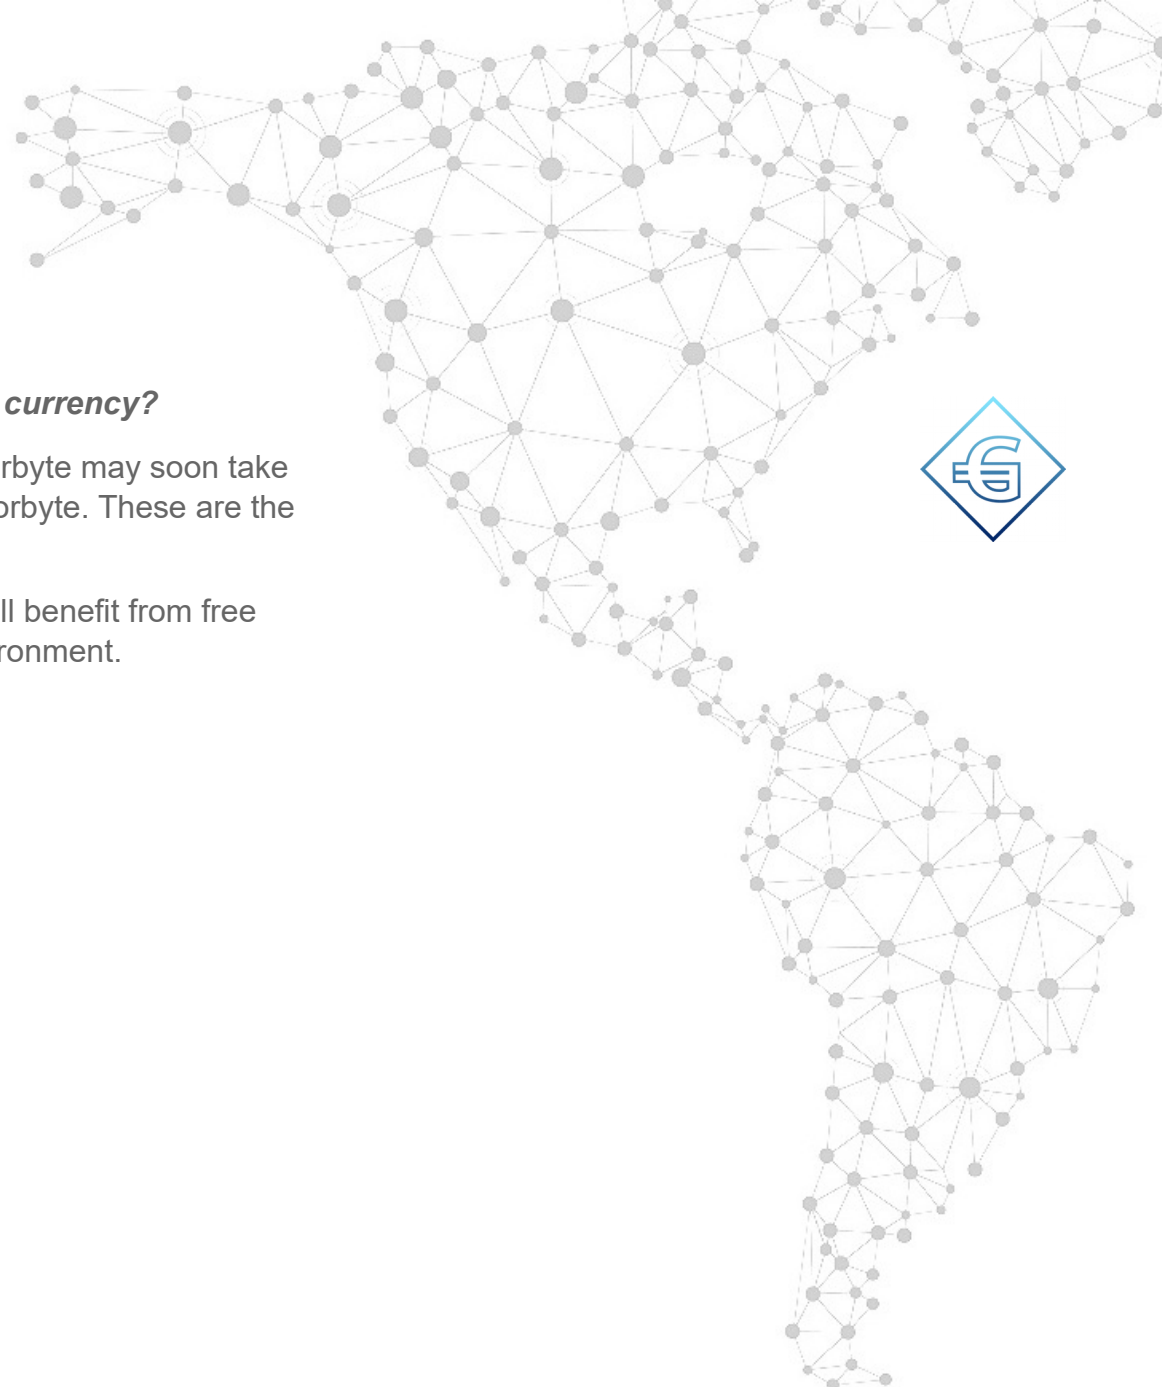 currency?
rbyte may soon take
orbyte. These are the
ll benefit from free
ronment.